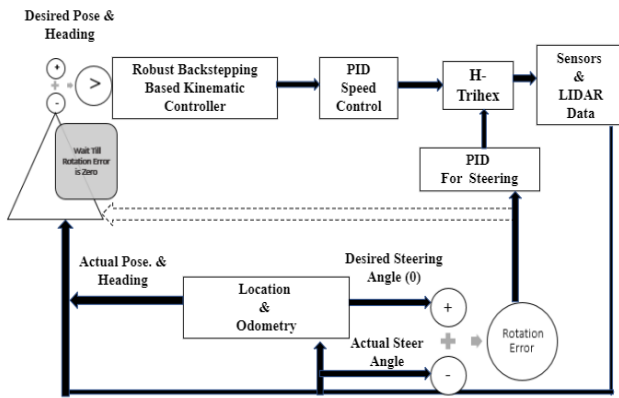 Desired Pose &
Heading
+
-
>
Robust Backstepping
Based Kinematic
Controller
PID
Speed
Control
H-
Trihex
Sensors
&
LIDAR
Data
Wait Till
Rotation Error
is Zero
PID
For Steering
Actual Pose. &
Heading
Location
&
Odometry
Desired Steering
Angle (0)
+
Actual Steer
Angle
-
Rotation
Error